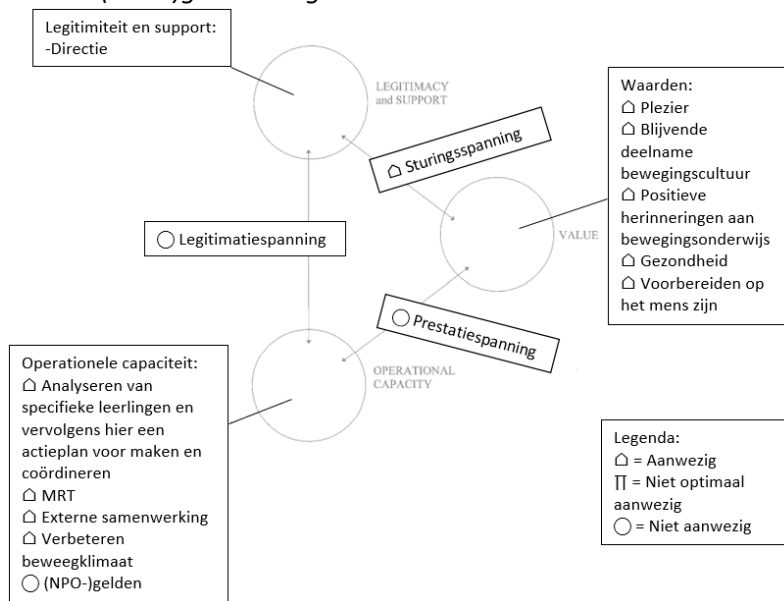 Legitimiteit en support:
-Directie
LEGITIMACY
and SUPPORT
⌂ Sturingsspanning
Waarden:
⌂ Plezier
⌂ Blijvende
deelname
bewegingscultuur
⌂ Positieve
herinneringen aan
bewegingsonderwijs
⌂ Gezondheid
⌂ Voorbereiden op
het mens zijn
VALUE
○ Legitimatiespanning
○ Prestatiespanning
Operationele capaciteit:
⌂ Analyseren van
specifieke leerlingen en
vervolgens hier een
actieplan voor maken en
coördineren
⌂ MRT
⌂ Externe samenwerking
⌂ Verbeteren
beweegklimaat
○ (NPO-)gelden
OPERATIONAL
CAPACITY
Legenda:
⌂ = Aanwezig
∏ = Niet optimaal
aanwezig
○ = Niet aanwezig